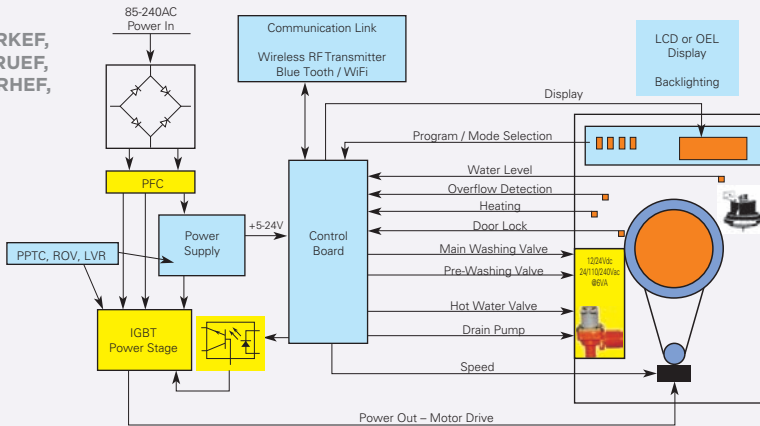 RKEF,
RUEF,
RHEF,
85-240AC
Power In
Communication Link
Wireless RF Transmitter
Blue Tooth / WiFi
LCD or OEL
Display
Backlighting
Display
Program / Mode Selection
Water Level
Overflow Detection
Heating
Door Lock
Main Washing Valve
Pre-Washing Valve
Hot Water Valve
Drain Pump
Speed
PFC
Power
Supply
+5-24V
Control
Board
PPTC, ROV, LVR
IGBT
Power Stage
12/24Vdc
24/110/240Vac
@6VA
Power Out – Motor Drive